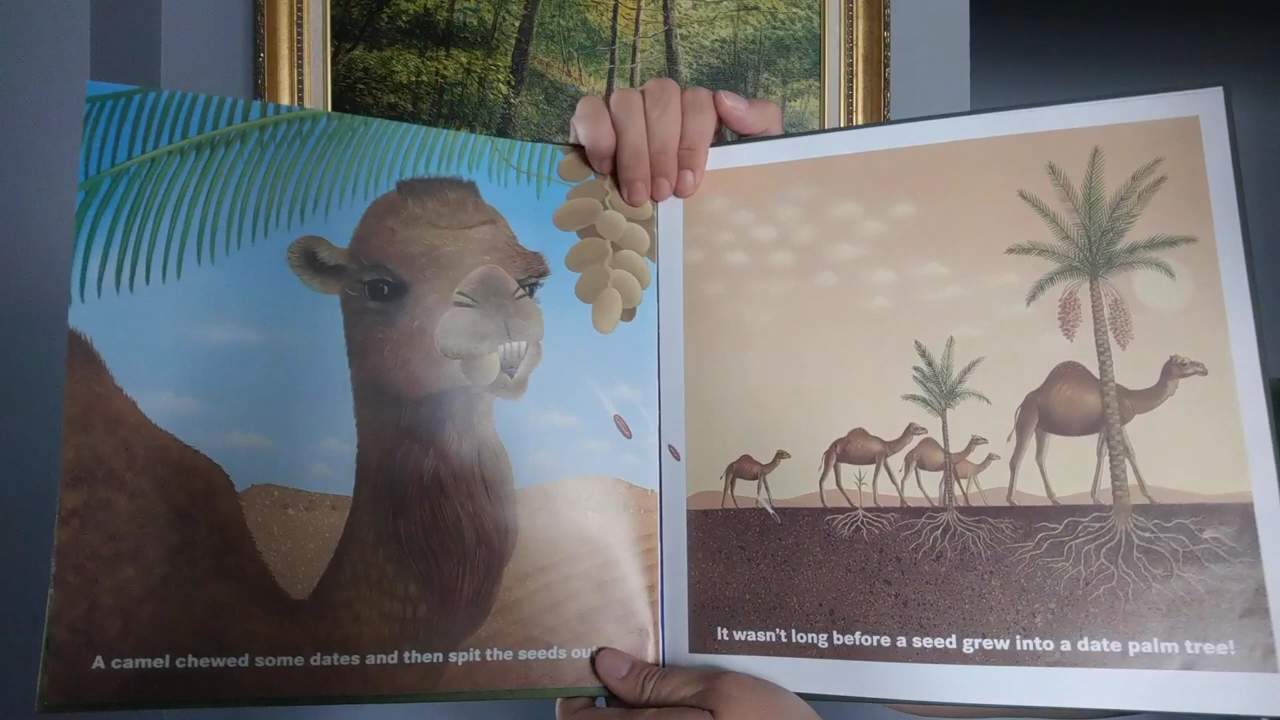 A camel chewed some dates and then spit the seeds out
It wasn't long before a seed grew into a date palm tree!